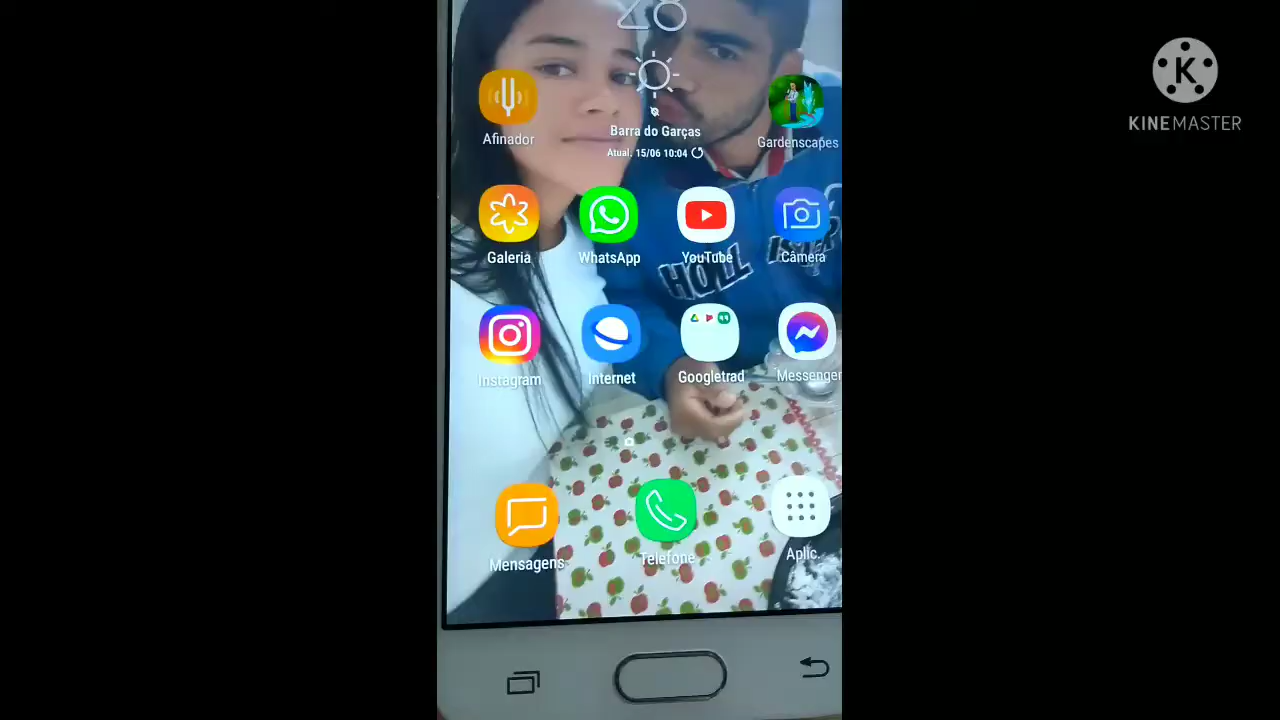 28
Barra do Garças
Atual. 15/06 10:04
Afinador
Gardenscapes
Galeria
WhatsApp
YouTube
Câmera
Instagram
Internet
Googletrad
Messenger
Mensagens
Telefone
Aplic.
K
KINEMASTER